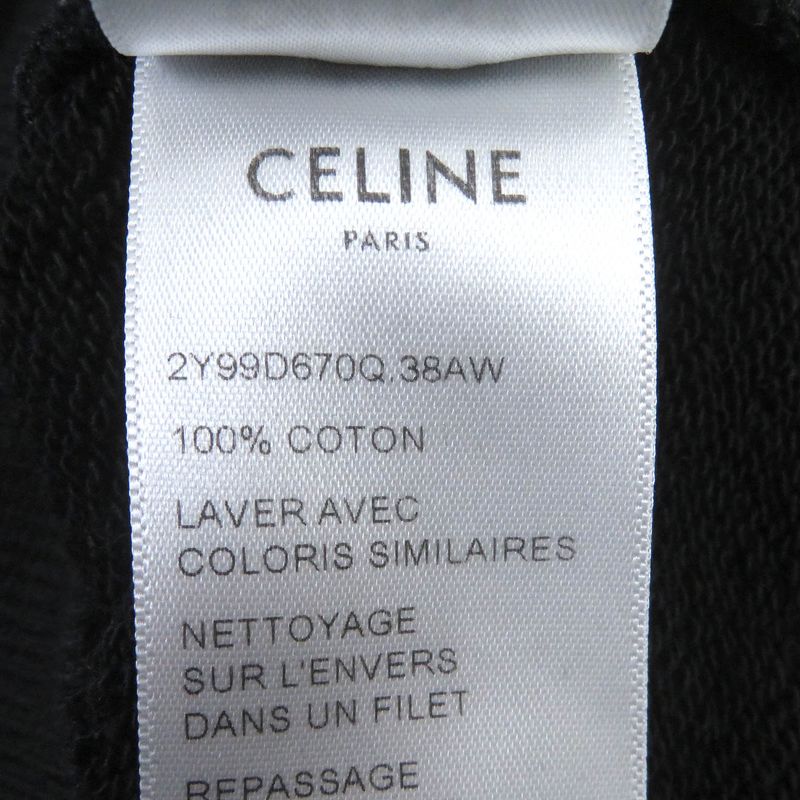 CELINE
PARIS
2Y99D670Q.38AW
100% COTON
LAVER AVEC
COLORIS SIMILAIRES
NETTOYAGE
SUR L'ENVERS
DANS UN FILET
REPASSAGE